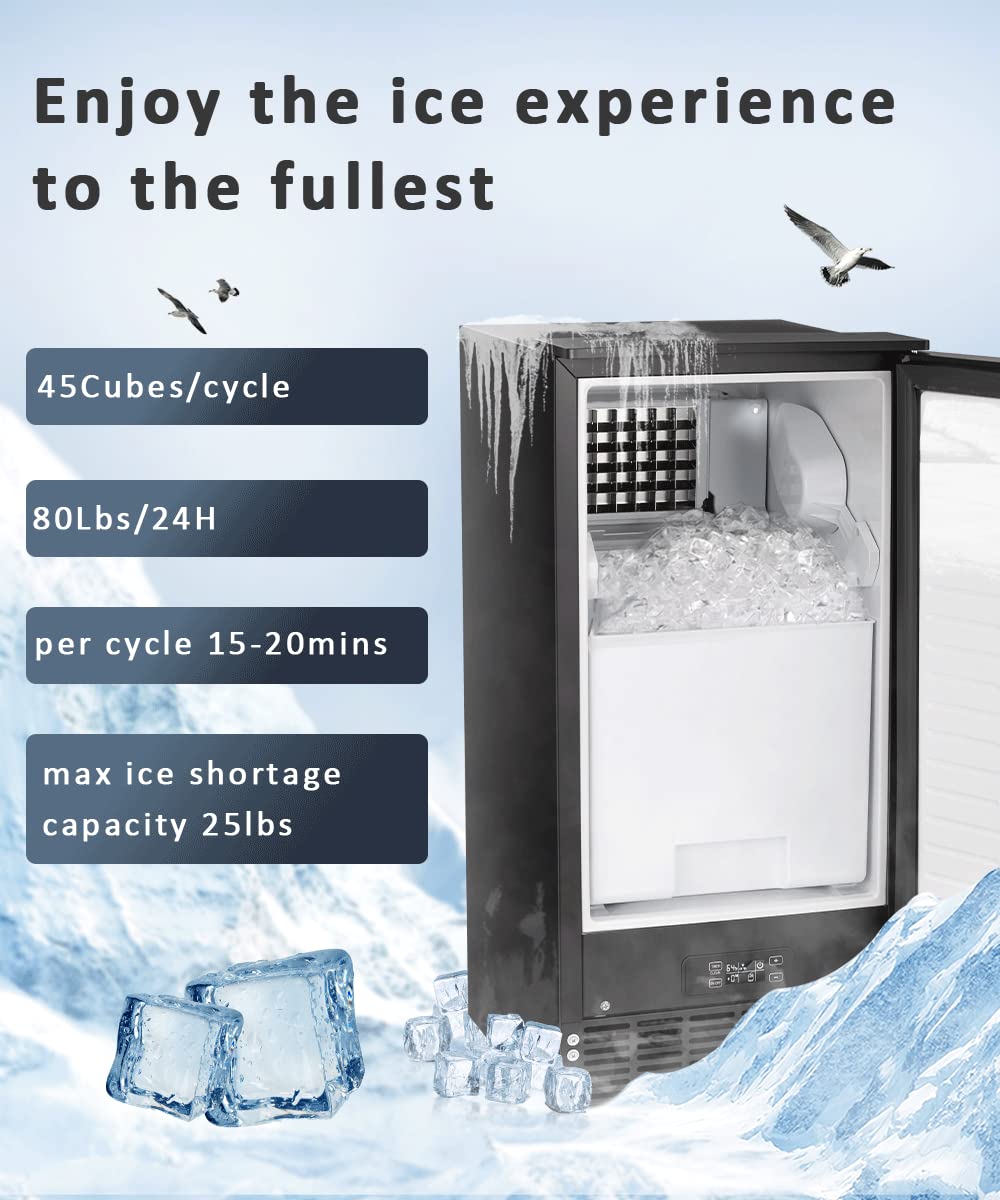 Enjoy the ice experience
to the fullest
45Cubes/cycle
80Lbs/24H
per cycle 15-20mins
max ice shortage
capacity 25lbs